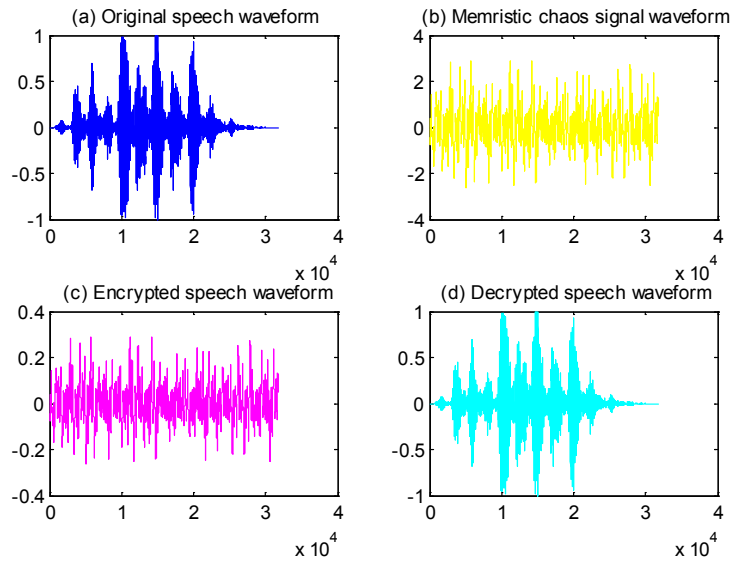 (a) Original speech waveform
1
0.5
0
-0.5
-1
0 1 2 3 4
x 10^4
(b) Memristic chaos signal waveform
4
2
0
-2
-4
0 1 2 3 4
x 10^4
(c) Encrypted speech waveform
0.4
0.2
0
-0.2
-0.4
0 1 2 3 4
x 10^4
(d) Decrypted speech waveform
1
0.5
0
-0.5
-1
0 1 2 3 4
x 10^4